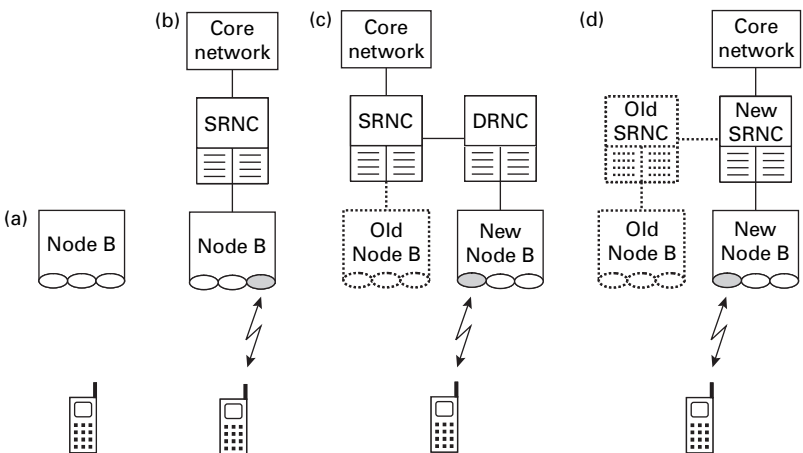 (a)
Node B
(b)
Core
network
SRNC
Node B
(c)
Core
network
SRNC
DRNC
Old
Node B
New
Node B
(d)
Core
network
Old
SRNC
New
SRNC
Old
Node B
New
Node B